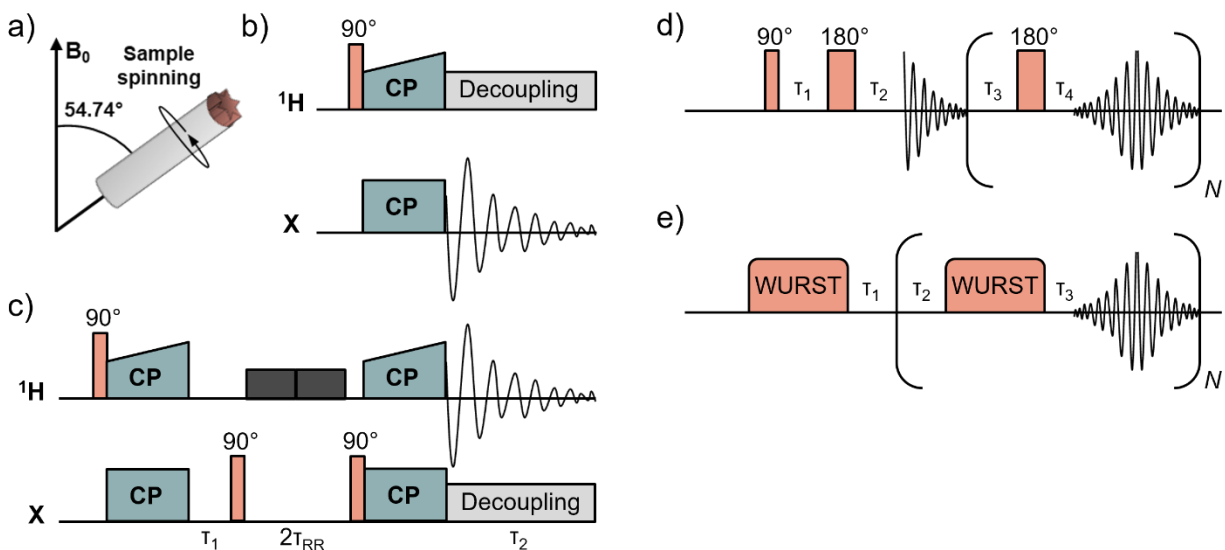 a)
B₀
Sample
spinning
54.74°
b)
90°
¹H
CP
Decoupling
X
CP
c)
90°
¹H
CP
CP
90°
90°
X
CP
CP
Decoupling
τ₁
2τRR
τ₂
d)
90°
180°
180°
τ₁
τ₂
τ₃
τ₄
N
e)
WURST
τ₁
τ₂
WURST
τ₃
N